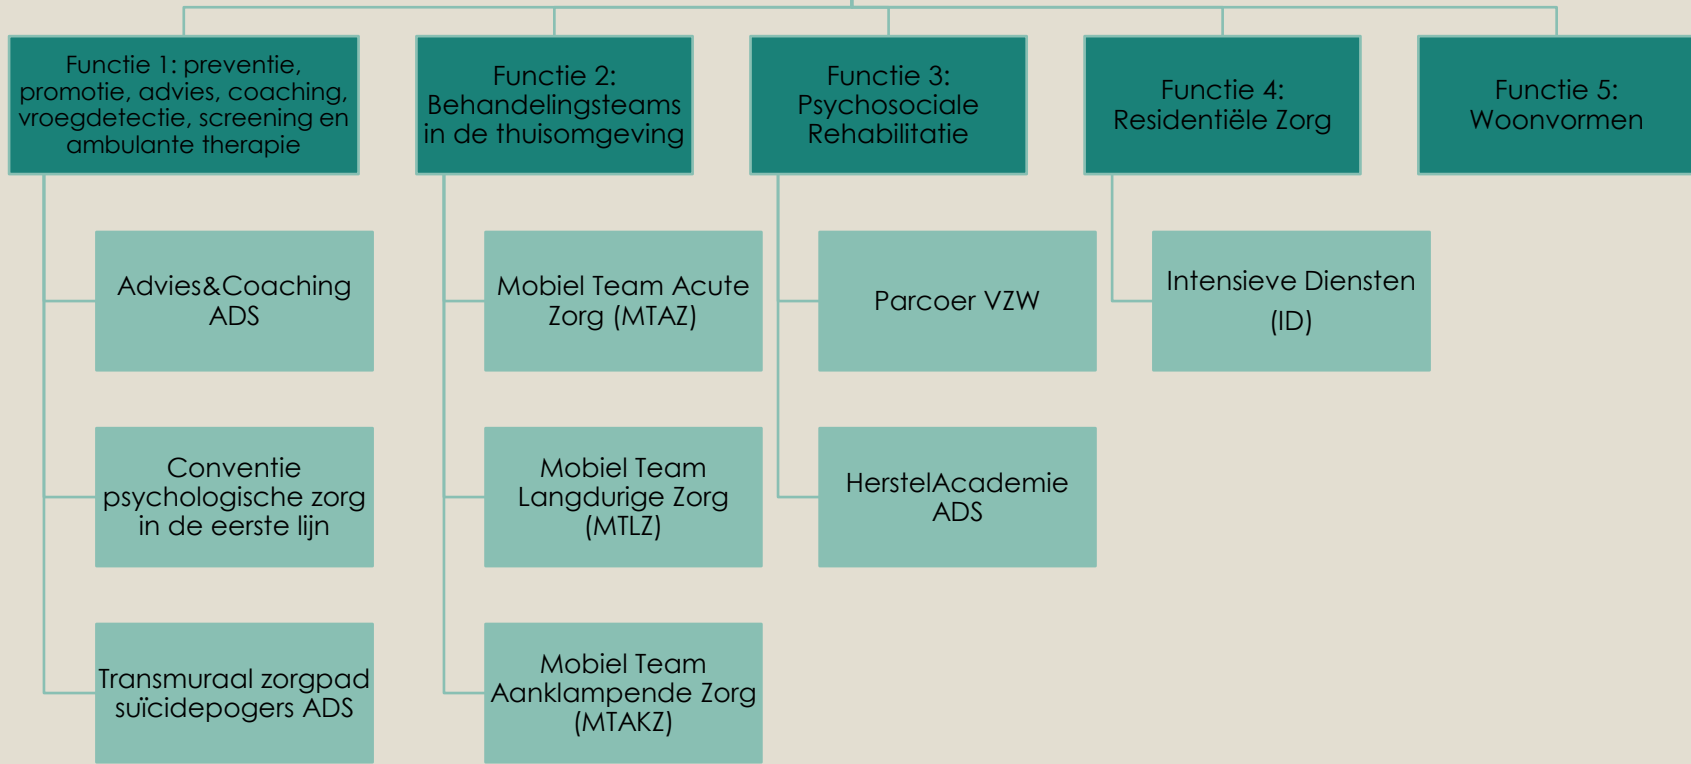 Functie 1: preventie,
promotie, advies, coaching,
vroegdetectie, screening en
ambulante therapie
Functie 2:
Behandelingsteams
in de thuisomgeving
Functie 3:
Psychosociale
Rehabilitatie
Functie 4:
Residentiële Zorg
Functie 5:
Woonvormen
Advies&Coaching
ADS
Mobiel Team Acute
Zorg (MTAZ)
Parcoer VZW
Intensieve Diensten
(ID)
Conventie
psychologische zorg
in de eerste lijn
Mobiel Team
Langdurige Zorg
(MTLZ)
HerstelAcademie
ADS
Transmuraal zorgpad
suïcidepogers ADS
Mobiel Team
Aanklampende Zorg
(MTAKZ)